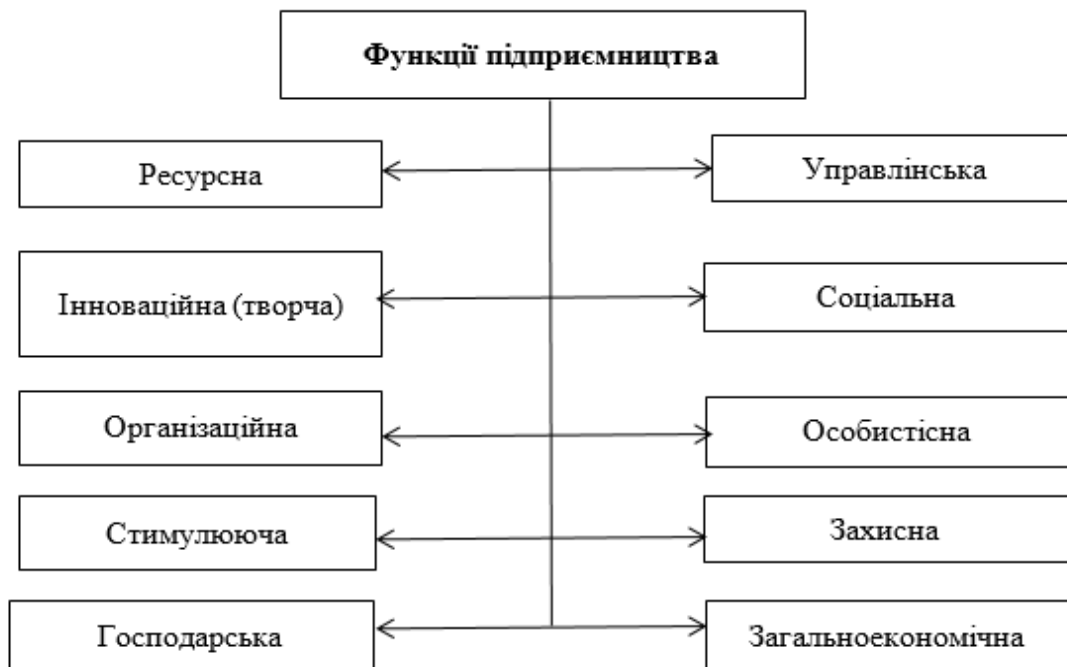 Функції підприємництва
Ресурсна
Управлінська
Інноваційна (творча)
Соціальна
Організаційна
Особистісна
Стимулююча
Захисна
Господарська
Загальноекономічна